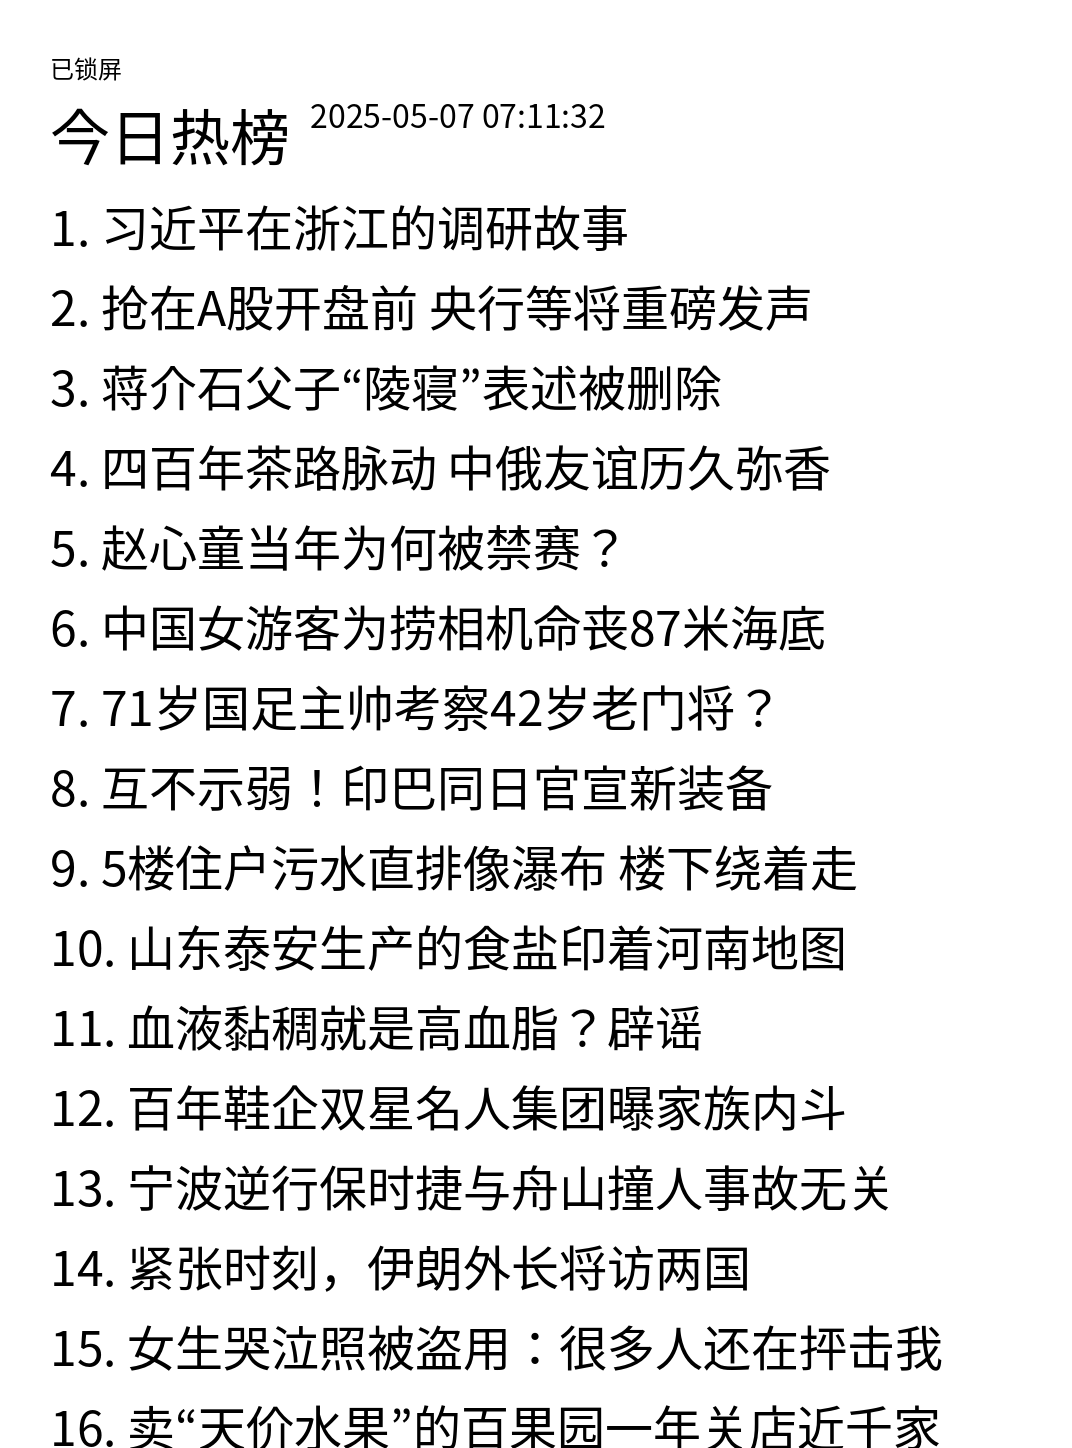 已锁屏
今日热榜 2025-05-07 07:11:32
1. 习近平在浙江的调研故事
2. 抢在A股开盘前 央行等将重磅发声
3. 蒋介石父子“陵寝”表述被删除
4. 四百年茶路脉动 中俄友谊历久弥香
5. 赵心童当年为何被禁赛？
6. 中国女游客为捞相机命丧87米海底
7. 71岁国足主帅考察42岁老门将？
8. 互不示弱！印巴同日官宣新装备
9. 5楼住户污水直排像瀑布 楼下绕着走
10. 山东泰安生产的食盐印着河南地图
11. 血液黏稠就是高血脂？辟谣
12. 百年鞋企双星名人集团曝家族内斗
13. 宁波逆行保时捷与舟山撞人事故无关
14. 紧张时刻，伊朗外长将访两国
15. 女生哭泣照被盗用：很多人还在抨击我
16. 卖“天价水果”的百果园一年关店近千家